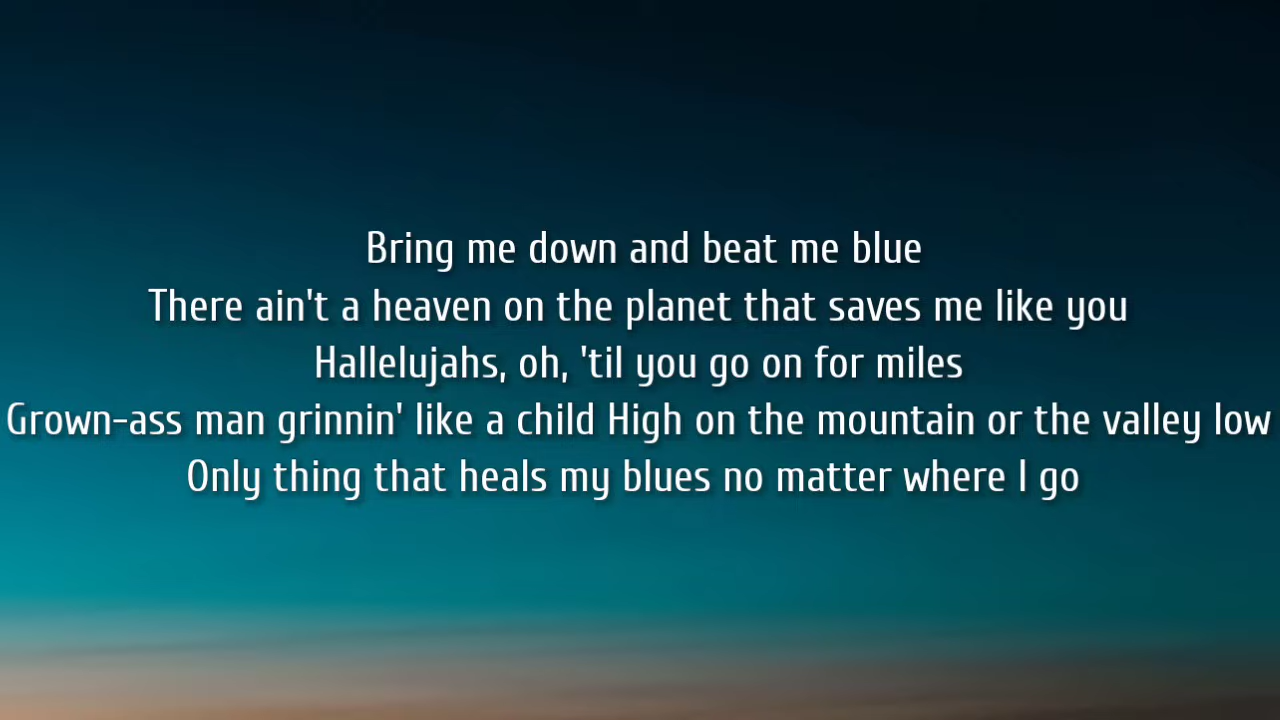 Bring me down and beat me blue
There ain't a heaven on the planet that saves me like you
Hallelujahs, oh, 'til you go on for miles
Grown-ass man grinnin' like a child High on the mountain or the valley low
Only thing that heals my blues no matter where I go